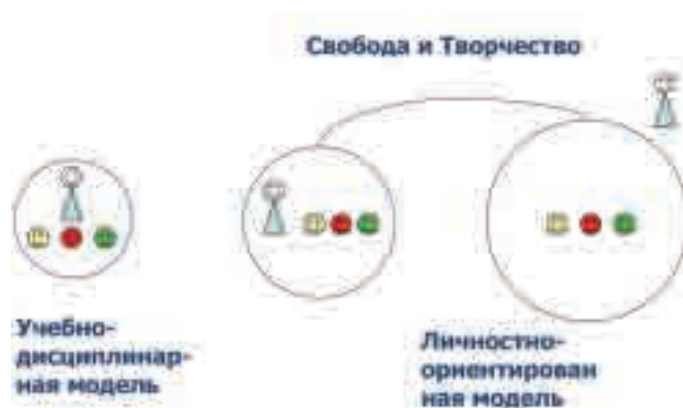 Свобода и Творчество
Учебно-
дисциплинар-
ная модель
Личностно-
ориентирован
ная модель